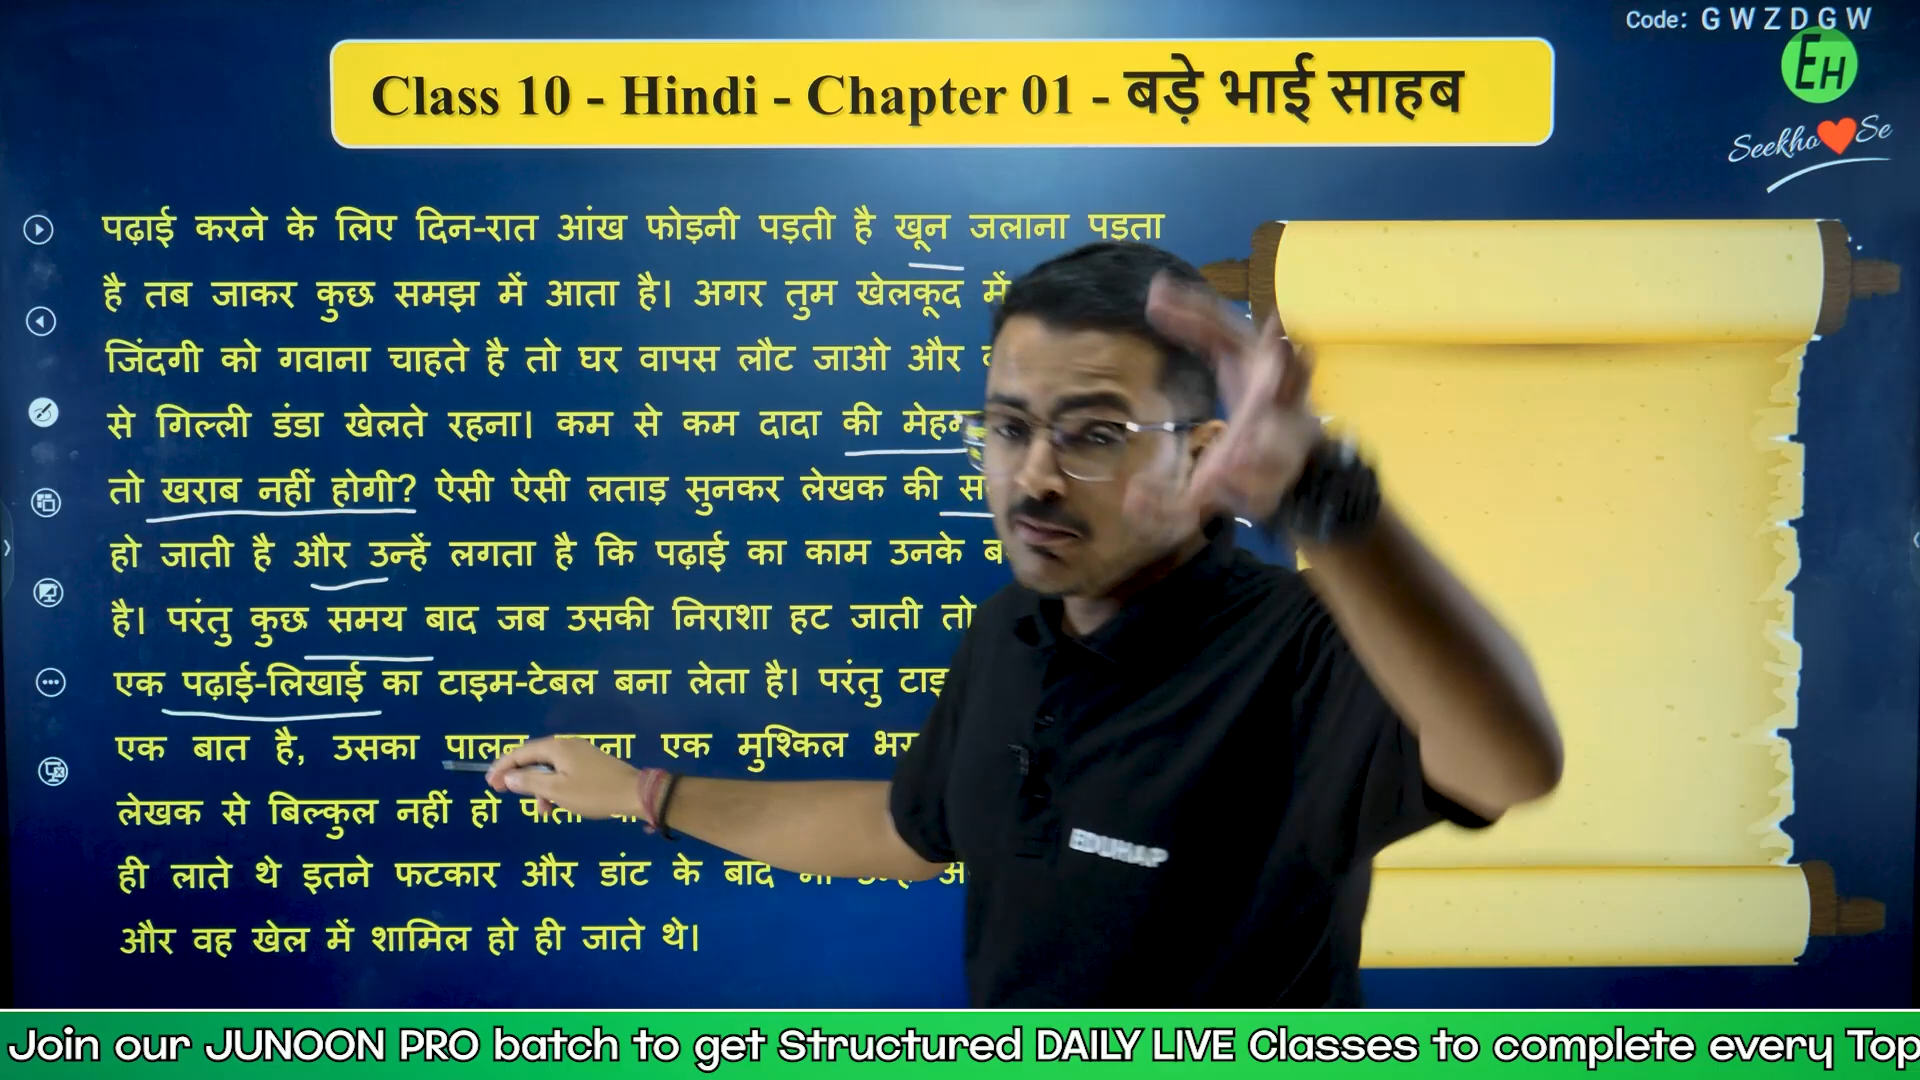 Code: GWZDGW
EH
Class 10 - Hindi - Chapter 01 - बड़े भाई साहब
Seekho Se
पढ़ाई करने के लिए दिन-रात आंख फोड़नी पड़ती है खून जलाना पड़ता
है तब जाकर कुछ समझ में आता है। अगर तुम खेलकूद में
जिंदगी को गवाना चाहते है तो घर वापस लौट जाओ और
से गिल्ली डंडा खेलते रहना। कम से कम दादा की
तो खराब नहीं होगी? ऐसी ऐसी लताड़ सुनकर लेखक की
हो जाती है और उन्हें लगता है कि पढ़ाई का काम उनके
है। परंतु कुछ समय बाद जब उसकी निराशा हट जाती तो
एक पढ़ाई-लिखाई का टाइम-टेबल बना लेता है। परंतु
एक बात है, उसका पालन एक मुश्किल
लेखक से बिल्कुल नहीं हो
ही लाते थे इतने फटकार और डांट के बाद
और वह खेल में शामिल हो ही जाते थे।
EDUHAP
Join our JUNOON PRO batch to get Structured DAILY LIVE Classes to complete every Top